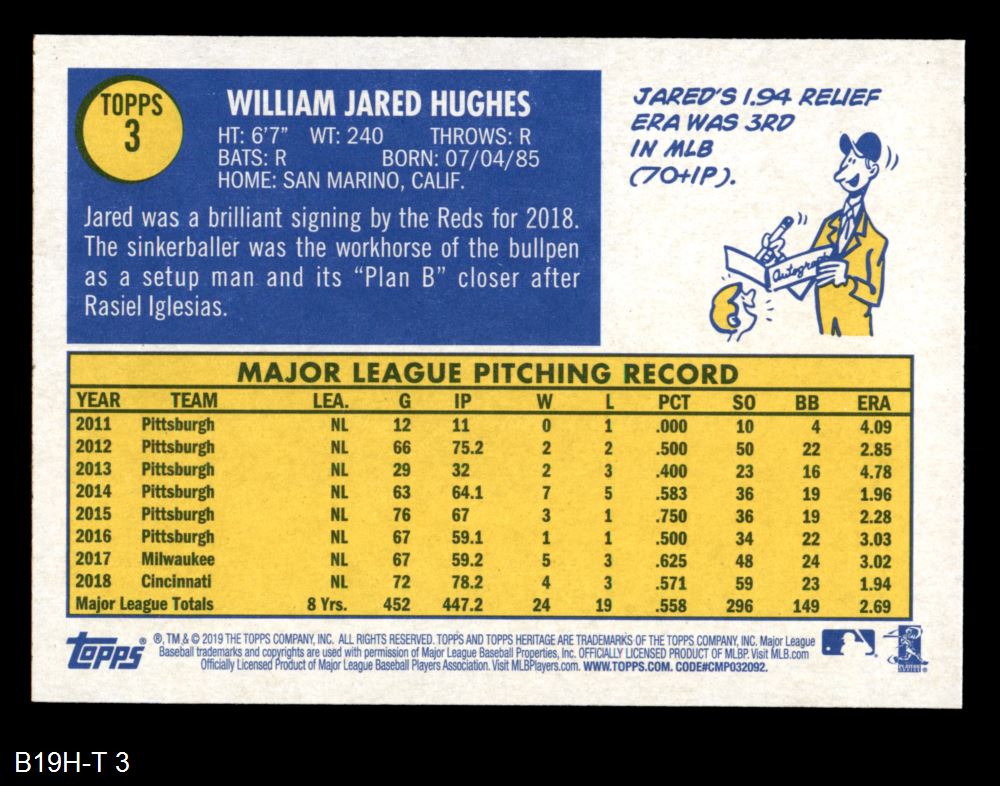 TOPPS
3
WILLIAM JARED HUGHES
HT: 6'7" WT: 240 THROWS: R
BATS: R BORN: 07/04/85
HOME: SAN MARINO, CALIF.
Jared was a brilliant signing by the Reds for 2018.
The sinkerballer was the workhorse of the bullpen
as a setup man and its “Plan B” closer after
Rasiel Iglesias.
JARED'S 1.94 RELIEF
ERA WAS 3RD
IN MLB
(70+IP).
Autograph
MAJOR LEAGUE PITCHING RECORD
YEAR TEAM LEA. G IP W L PCT SO BB ERA
2011 Pittsburgh NL 12 11 0 1 .000 10 4 4.09
2012 Pittsburgh NL 66 75.2 2 2 .500 50 22 2.85
2013 Pittsburgh NL 29 32 2 3 .400 23 16 4.78
2014 Pittsburgh NL 63 64.1 7 5 .583 36 19 1.96
2015 Pittsburgh NL 76 67 3 1 .750 36 19 2.28
2016 Pittsburgh NL 67 59.1 1 1 .500 34 22 3.03
2017 Milwaukee NL 67 59.2 5 3 .625 48 24 3.02
2018 Cincinnati NL 72 78.2 4 3 .571 59 23 1.94
Major League Totals 8 Yrs. 452 447.2 24 19 .558 296 149 2.69
Topps ® ®, TM & © 2019 THE TOPPS COMPANY, INC. ALL RIGHTS RESERVED. TOPPS AND TOPPS HERITAGE ARE TRADEMARKS OF THE TOPPS COMPANY, INC. Major League
Baseball trademarks and copyrights are used with permission of Major League Baseball Properties, Inc. OFFICIALLY LICENSED PRODUCT OF MLBP. Visit MLB.com
Officially Licensed Product of Major League Baseball Players Association. Visit MLBPlayers.com. WWW.TOPPS.COM. CODE#CMP032092.
B19H-T 3